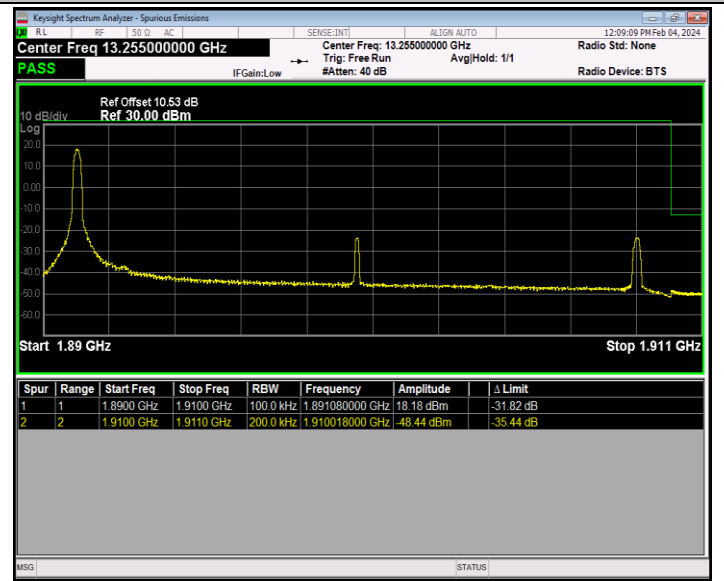 Keysight Spectrum Analyzer - Spurious Emissions
RL RF 50 Ω AC SENSE:INT ALIGN AUTO 12:09:09 PM Feb 04, 2024
Center Freq 13.255000000 GHz Center Freq: 13.255000000 GHz Radio Std: None
Trig: Free Run Avg|Hold: 1/1
PASS IFGain:Low #Atten: 40 dB Radio Device: BTS
Ref Offset 10.53 dB
10 dB/div Ref 30.00 dBm
Log
20.0
10.0
0.00
-10.0
-20.0
-30.0
-40.0
-50.0
-60.0
Start 1.89 GHz Stop 1.911 GHz
Spur Range Start Freq Stop Freq RBW Frequency Amplitude Δ Limit
1 1 1.8900 GHz 1.9100 GHz 100.0 kHz 1.891080000 GHz 18.18 dBm -31.82 dB
2 2 1.9100 GHz 1.9110 GHz 200.0 kHz 1.910018000 GHz -48.44 dBm -35.44 dB
MSG STATUS